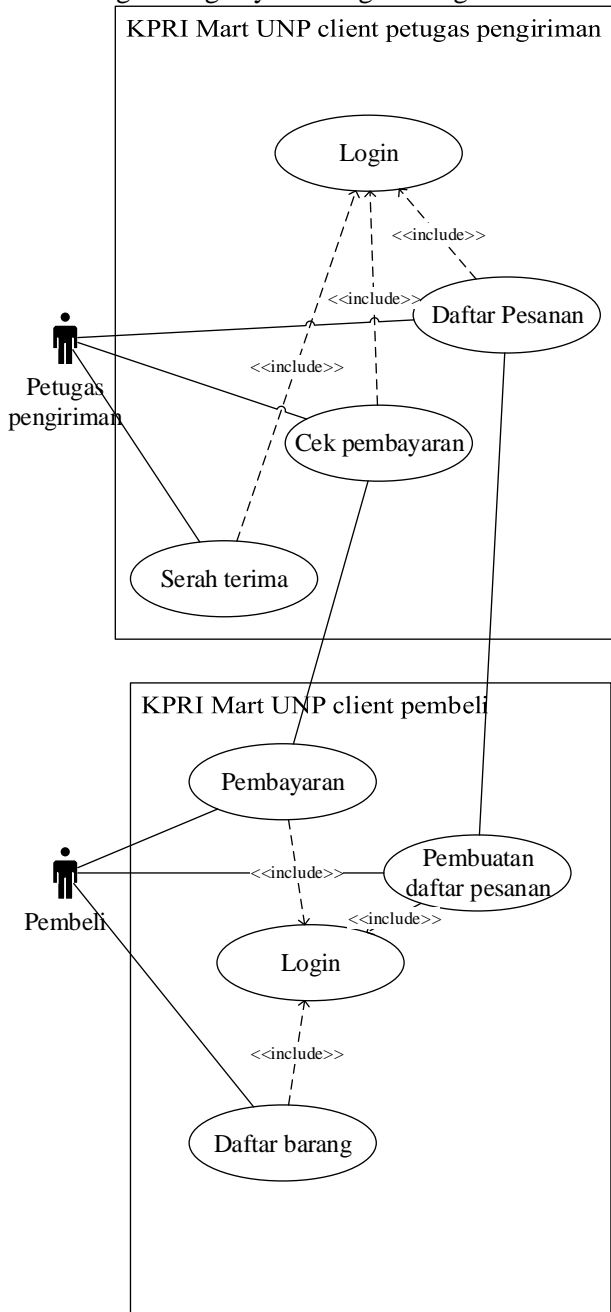 KPRI Mart UNP client petugas pengiriman
Login
<<include>>
<<include>>
Daftar Pesanan
<<include>>
Petugas
pengiriman
Cek pembayaran
Serah terima
KPRI Mart UNP client pembeli
Pembayaran
<<include>>
Pembuatan
daftar pesanan
<<include>>
Pembeli
Login
<<include>>
Daftar barang